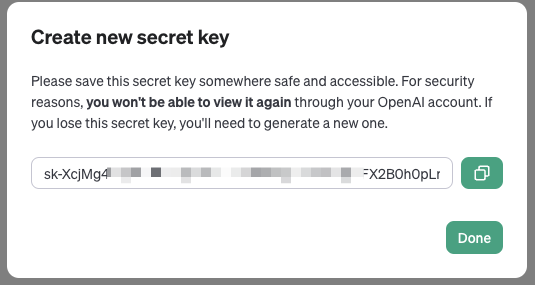 Create new secret key
Please save this secret key somewhere safe and accessible. For security
reasons, you won't be able to view it again through your OpenAI account. If
you lose this secret key, you'll need to generate a new one.
sk-XcjMg4
X2B0h0pLr
Done